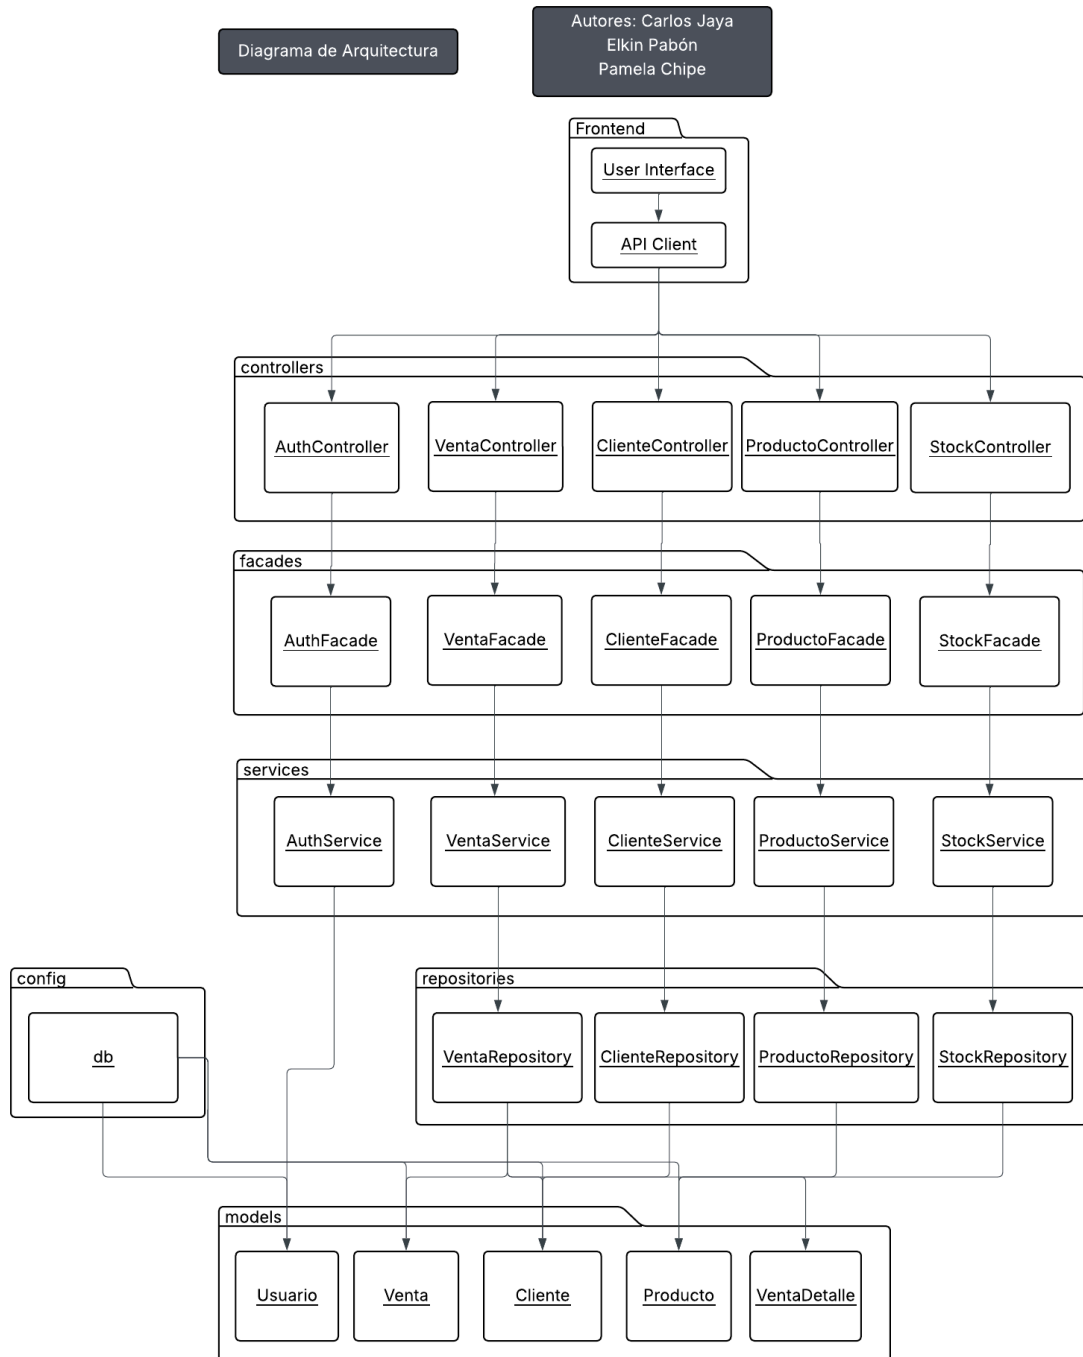 Diagrama de Arquitectura
Autores: Carlos Jaya
Elkin Pabón
Pamela Chipe
Frontend
User Interface
API Client
controllers
AuthController
VentaController
ClienteController
ProductoController
StockController
facades
AuthFacade
VentaFacade
ClienteFacade
ProductoFacade
StockFacade
services
AuthService
VentaService
ClienteService
ProductoService
StockService
config
db
repositories
VentaRepository
ClienteRepository
ProductoRepository
StockRepository
models
Usuario
Venta
Cliente
Producto
VentaDetalle